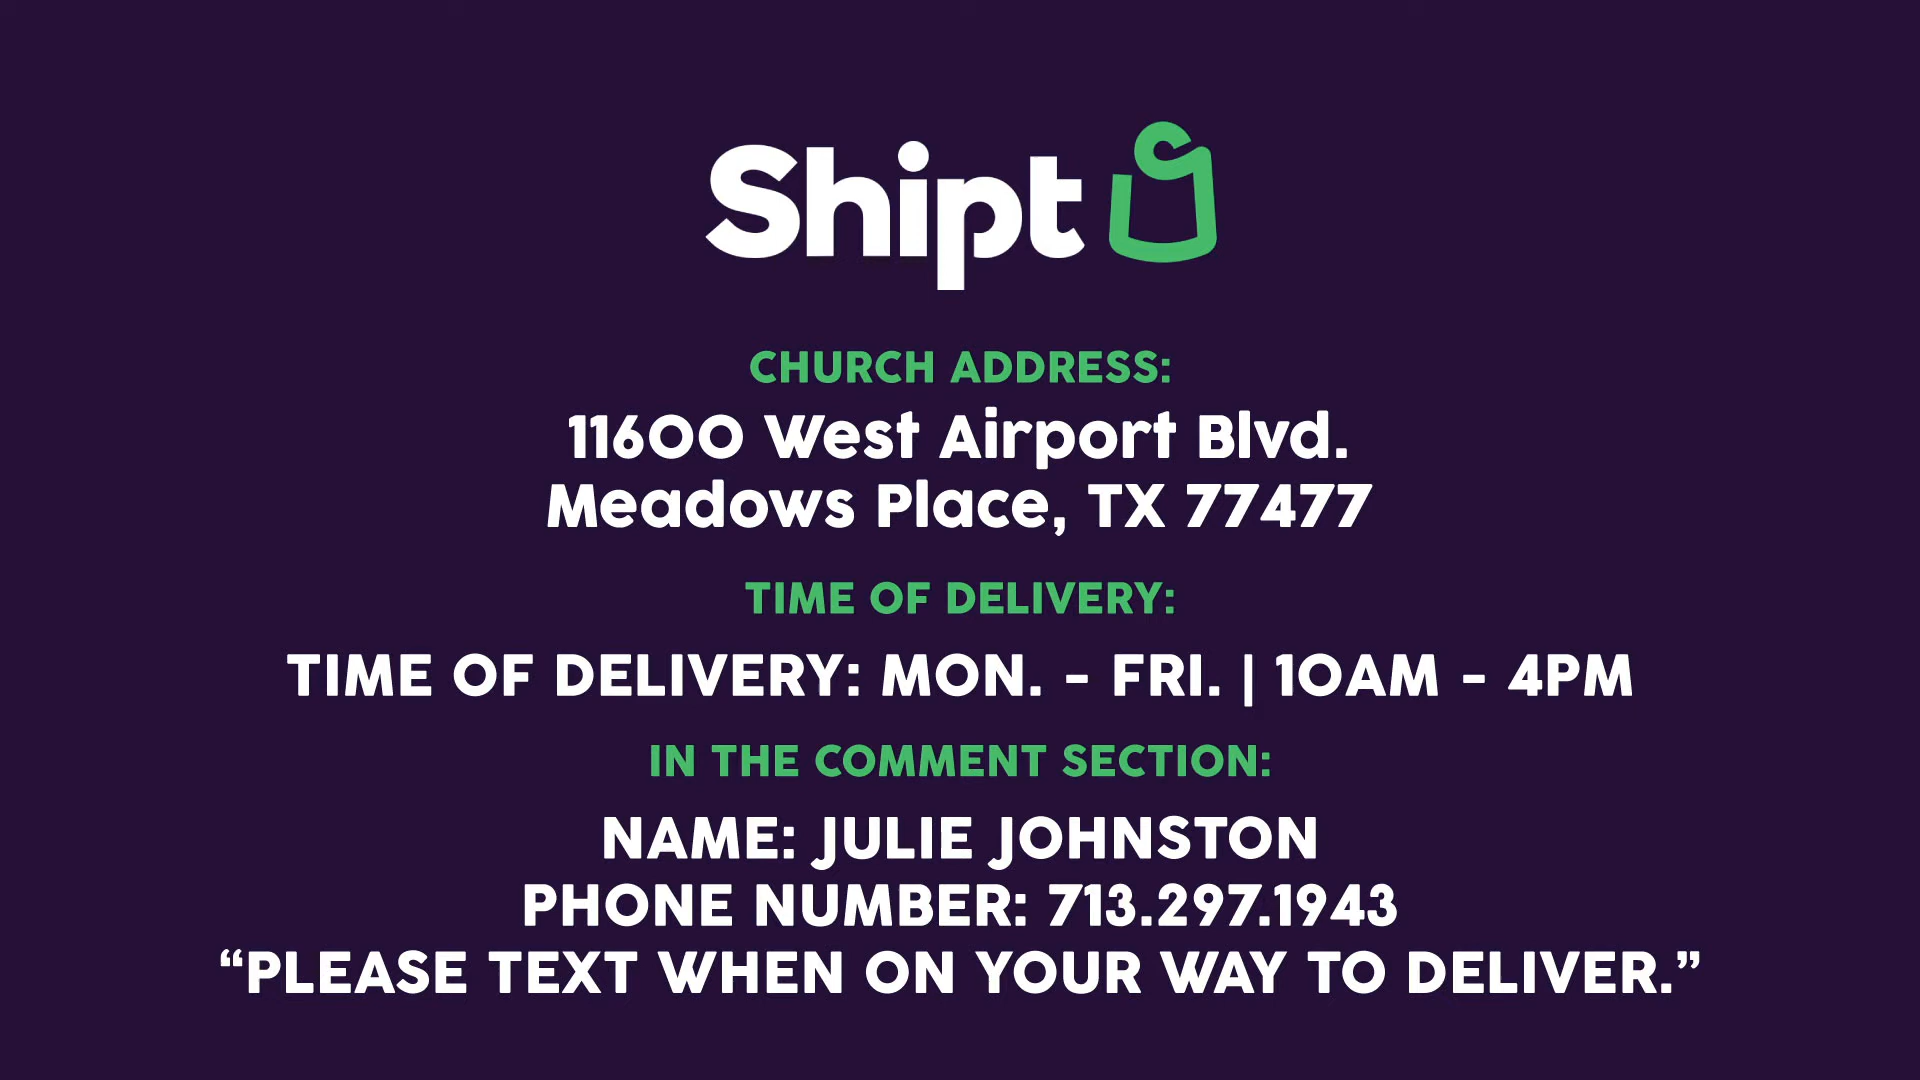 Shipt
CHURCH ADDRESS:
11600 West Airport Blvd.
Meadows Place, TX 77477
TIME OF DELIVERY:
TIME OF DELIVERY: MON. - FRI. | 10AM - 4PM
IN THE COMMENT SECTION:
NAME: JULIE JOHNSTON
PHONE NUMBER: 713.297.1943
“PLEASE TEXT WHEN ON YOUR WAY TO DELIVER.”